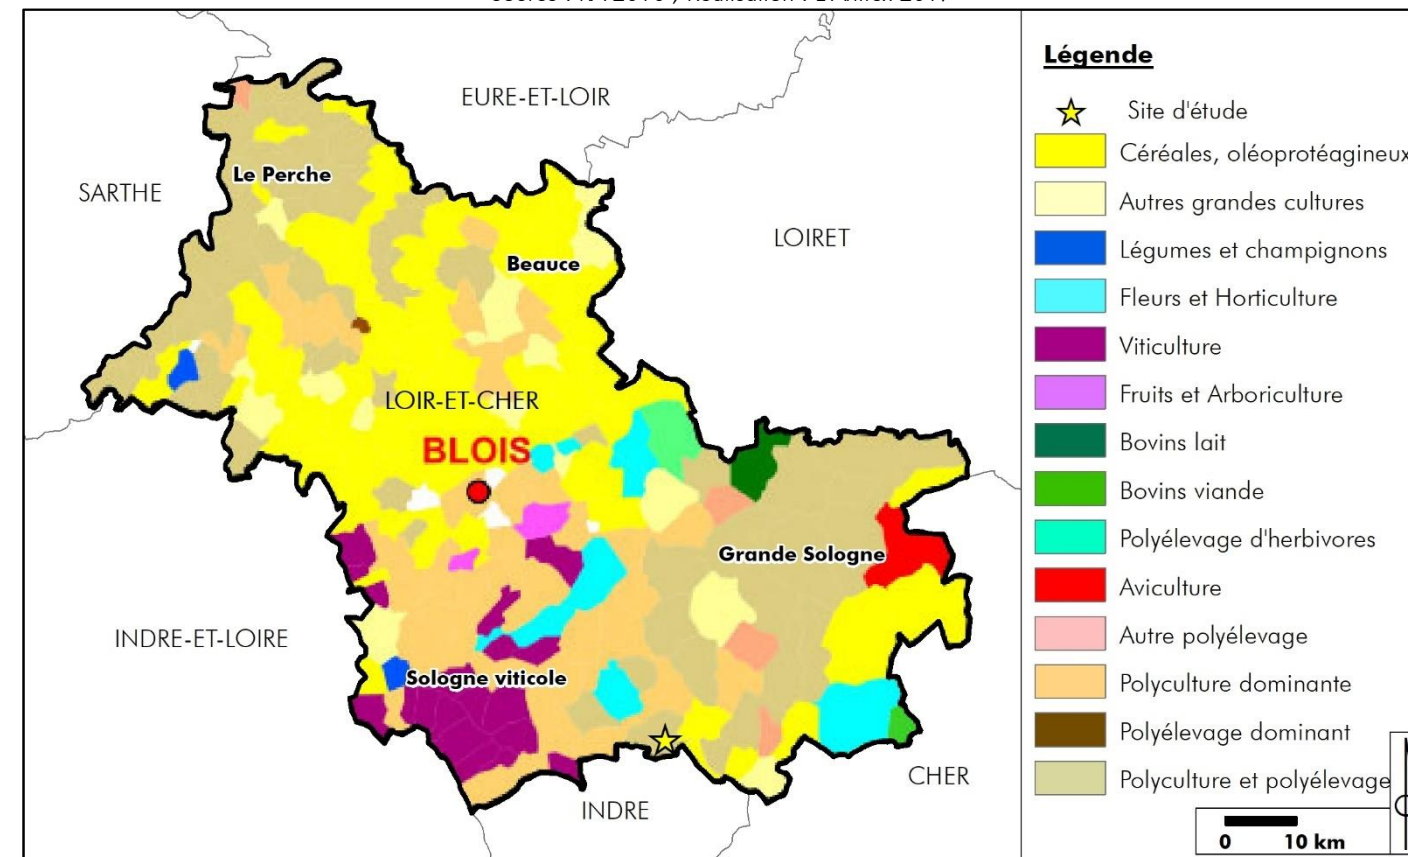 EURE-ET-LOIR
SARTHE
Le Perche
LOIRET
Beauce
LOIR-ET-CHER
BLOIS
Grande Sologne
INDRE-ET-LOIRE
Sologne viticole
CHER
INDRE
Légende
Site d'étude
Céréales, oléoprotéagineux
Autres grandes cultures
Légumes et champignons
Fleurs et Horticulture
Viticulture
Fruits et Arboriculture
Bovins lait
Bovins viande
Polyélevage d'herbivores
Aviculture
Autre polyélevage
Polyculture dominante
Polyélevage dominant
Polyculture et polyélevage
0 10 km